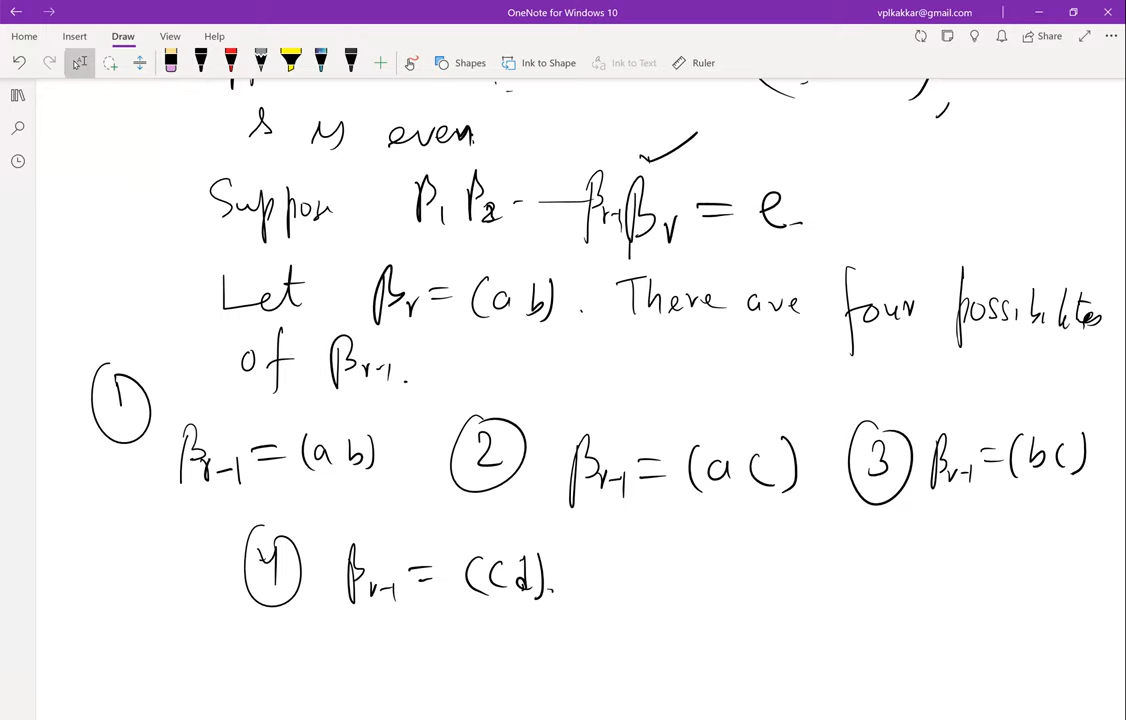 OneNote for Windows 10
vplkakkar@gmail.com
Home Insert Draw View Help
Share
Shapes Ink to Shape Ink to Text Ruler
s is even
Suppose β₁ β₂ - — βᵣ₋₁ βᵣ = e.
Let βᵣ = (a b). There are four possibilites
of βᵣ₋₁.
①
βᵣ₋₁ = (a b) ② βᵣ₋₁ = (a c) ③ βᵣ₋₁ = (b c)
④ βᵣ₋₁ = (c d).